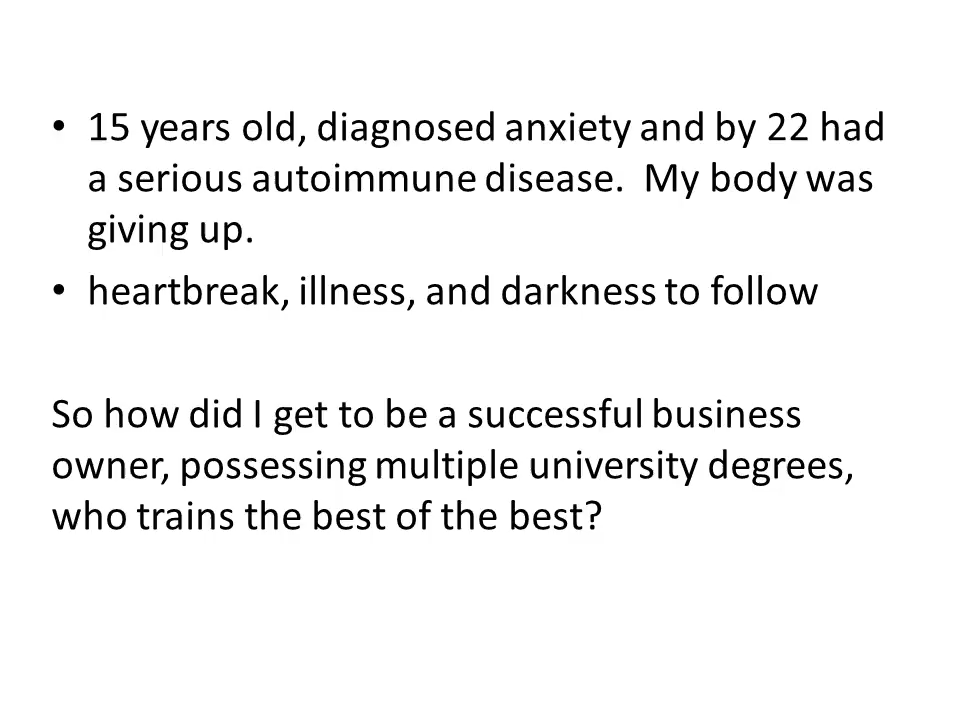 • 15 years old, diagnosed anxiety and by 22 had
a serious autoimmune disease.  My body was
giving up.
• heartbreak, illness, and darkness to follow
So how did I get to be a successful business
owner, possessing multiple university degrees,
who trains the best of the best?